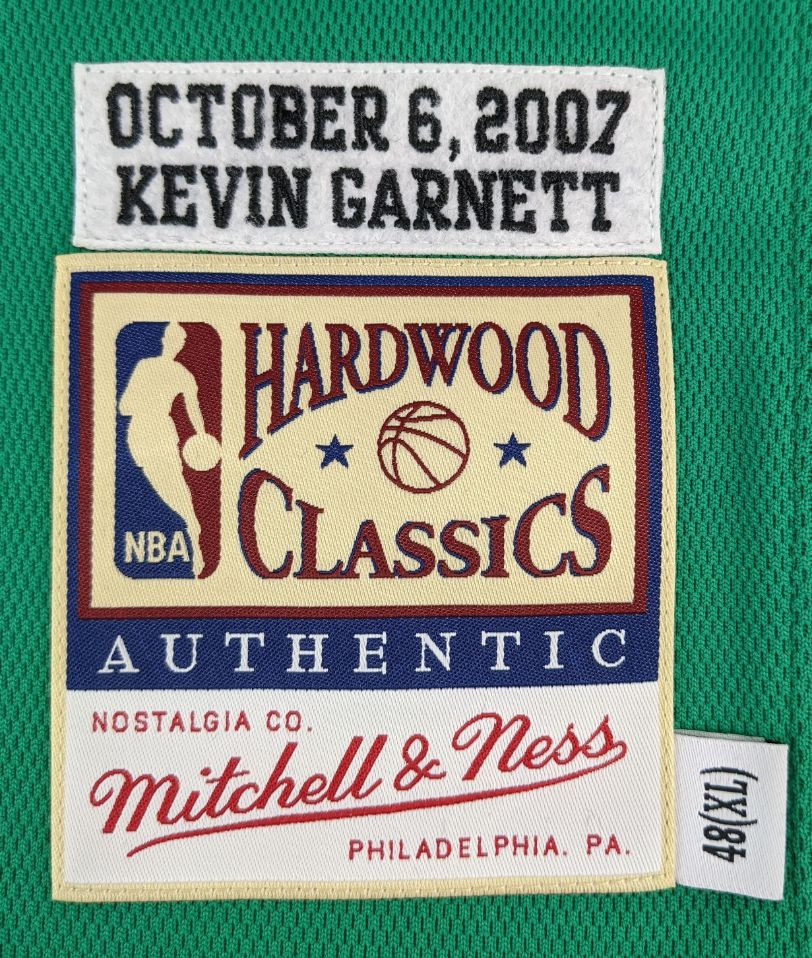 OCTOBER 6, 2007
KEVIN GARNETT
HARDWOOD
CLASSICS
NBA
AUTHENTIC
NOSTALGIA CO.
Mitchell & Ness
PHILADELPHIA. PA.
48(XL)